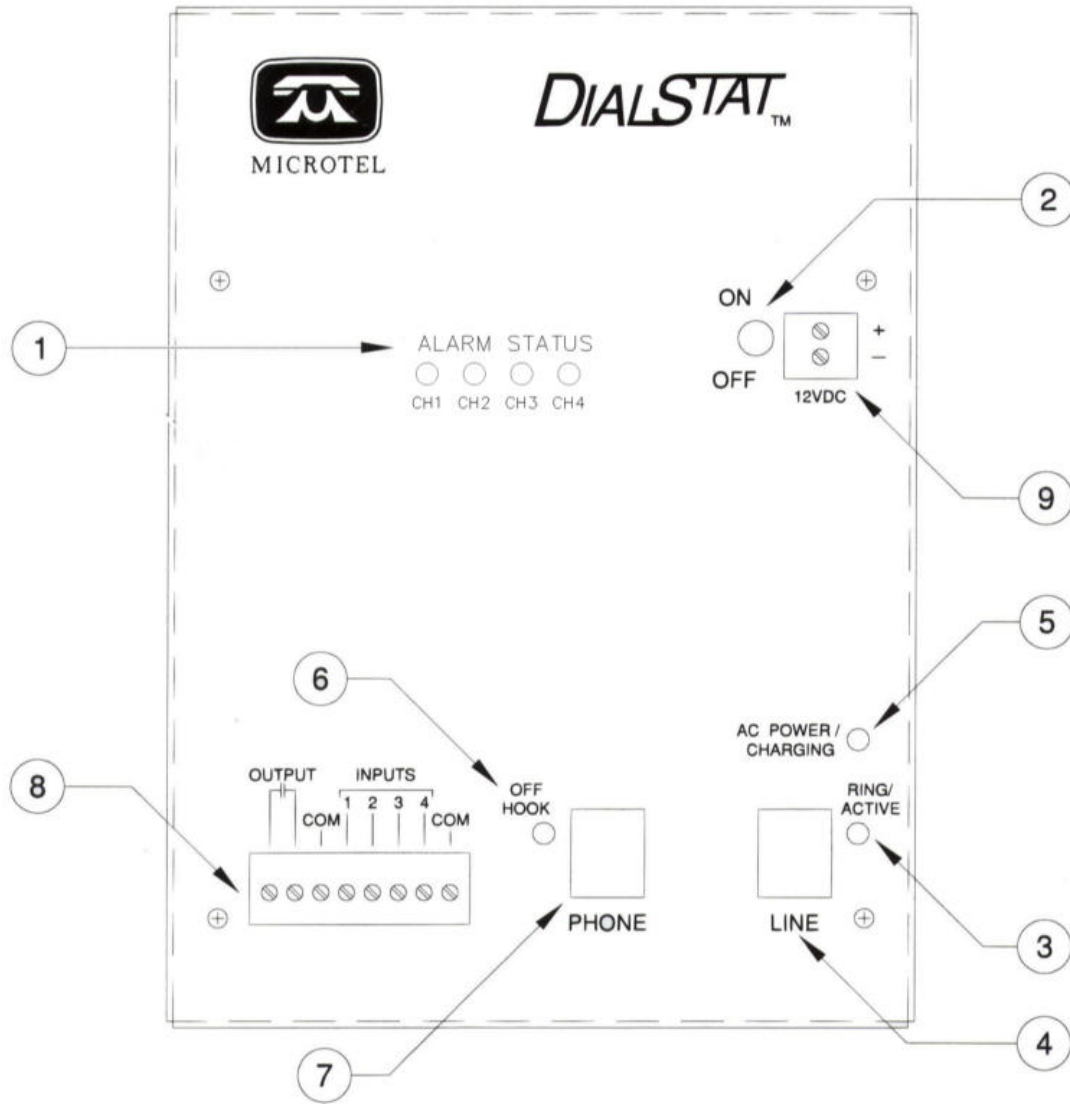 DIALSTAT™
MICROTEL
2
ON
OFF
+
−
12VDC
1
ALARM STATUS
CH1 CH2 CH3 CH4
9
5
6
AC POWER /
CHARGING
8
OUTPUT
INPUTS
COM 1 2 3 4 COM
OFF
HOOK
RING/
ACTIVE
PHONE
LINE
3
7
4